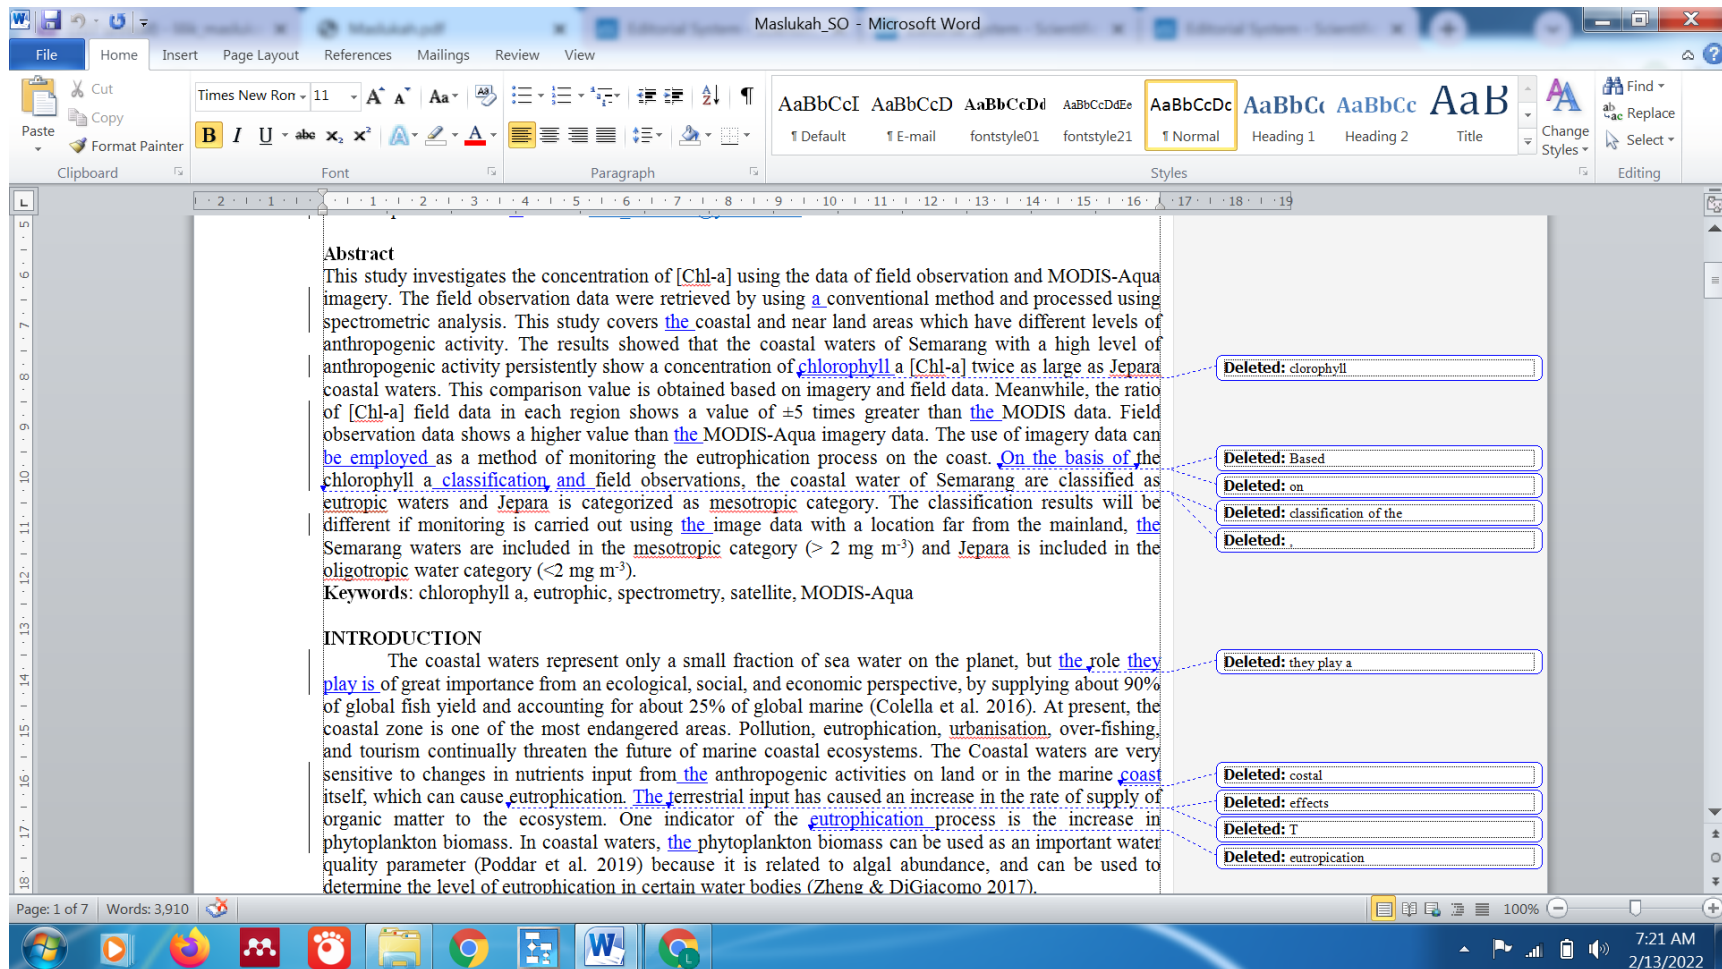 Maslukah_SO - Microsoft Word
File Home Insert Page Layout References Mailings Review View
Paste
Cut
Copy
Format Painter
Clipboard
Times New Ron 11
Font
Paragraph
AaBbCcI AaBbCcD AaBbCcDd AaBbCcDdEe AaBbCcDc AaBbCc AaBbCc AaB
¶ Default ¶ E-mail fontstyle01 fontstyle21 ¶ Normal Heading 1 Heading 2 Title
Styles
Change Styles
Find
Replace
Select
Editing
2 1 1 2 3 4 5 6 7 8 9 10 11 12 13 14 15 16 17 18 19
Abstract
This study investigates the concentration of [Chl-a] using the data of field observation and MODIS-Aqua
imagery. The field observation data were retrieved by using a conventional method and processed using
spectrometric analysis. This study covers the coastal and near land areas which have different levels of
anthropogenic activity. The results showed that the coastal waters of Semarang with a high level of
anthropogenic activity persistently show a concentration of chlorophyll a [Chl-a] twice as large as Jepara
coastal waters. This comparison value is obtained based on imagery and field data. Meanwhile, the ratio
of [Chl-a] field data in each region shows a value of ±5 times greater than the MODIS data. Field
observation data shows a higher value than the MODIS-Aqua imagery data. The use of imagery data can
be employed as a method of monitoring the eutrophication process on the coast. On the basis of the
chlorophyll a classification and field observations, the coastal water of Semarang are classified as
eutropic waters and Jepara is categorized as mesotropic category. The classification results will be
different if monitoring is carried out using the image data with a location far from the mainland, the
Semarang waters are included in the mesotropic category (> 2 mg m-3) and Jepara is included in the
oligotropic water category (<2 mg m-3).
Keywords: chlorophyll a, eutrophic, spectrometry, satellite, MODIS-Aqua
INTRODUCTION
The coastal waters represent only a small fraction of sea water on the planet, but the role they
play is of great importance from an ecological, social, and economic perspective, by supplying about 90%
of global fish yield and accounting for about 25% of global marine (Colella et al. 2016). At present, the
coastal zone is one of the most endangered areas. Pollution, eutrophication, urbanisation, over-fishing,
and tourism continually threaten the future of marine coastal ecosystems. The Coastal waters are very
sensitive to changes in nutrients input from the anthropogenic activities on land or in the marine coast
itself, which can cause eutrophication. The terrestrial input has caused an increase in the rate of supply of
organic matter to the ecosystem. One indicator of the eutrophication process is the increase in
phytoplankton biomass. In coastal waters, the phytoplankton biomass can be used as an important water
quality parameter (Poddar et al. 2019) because it is related to algal abundance, and can be used to
determine the level of eutrophication in certain water bodies (Zheng & DiGiacomo 2017).
Deleted: clorophyll
Deleted: Based
Deleted: on
Deleted: classification of the
Deleted: ,
Deleted: they play a
Deleted: costal
Deleted: effects
Deleted: T
Deleted: eutropication
Page: 1 of 7 Words: 3,910 100%
7:21 AM
2/13/2022